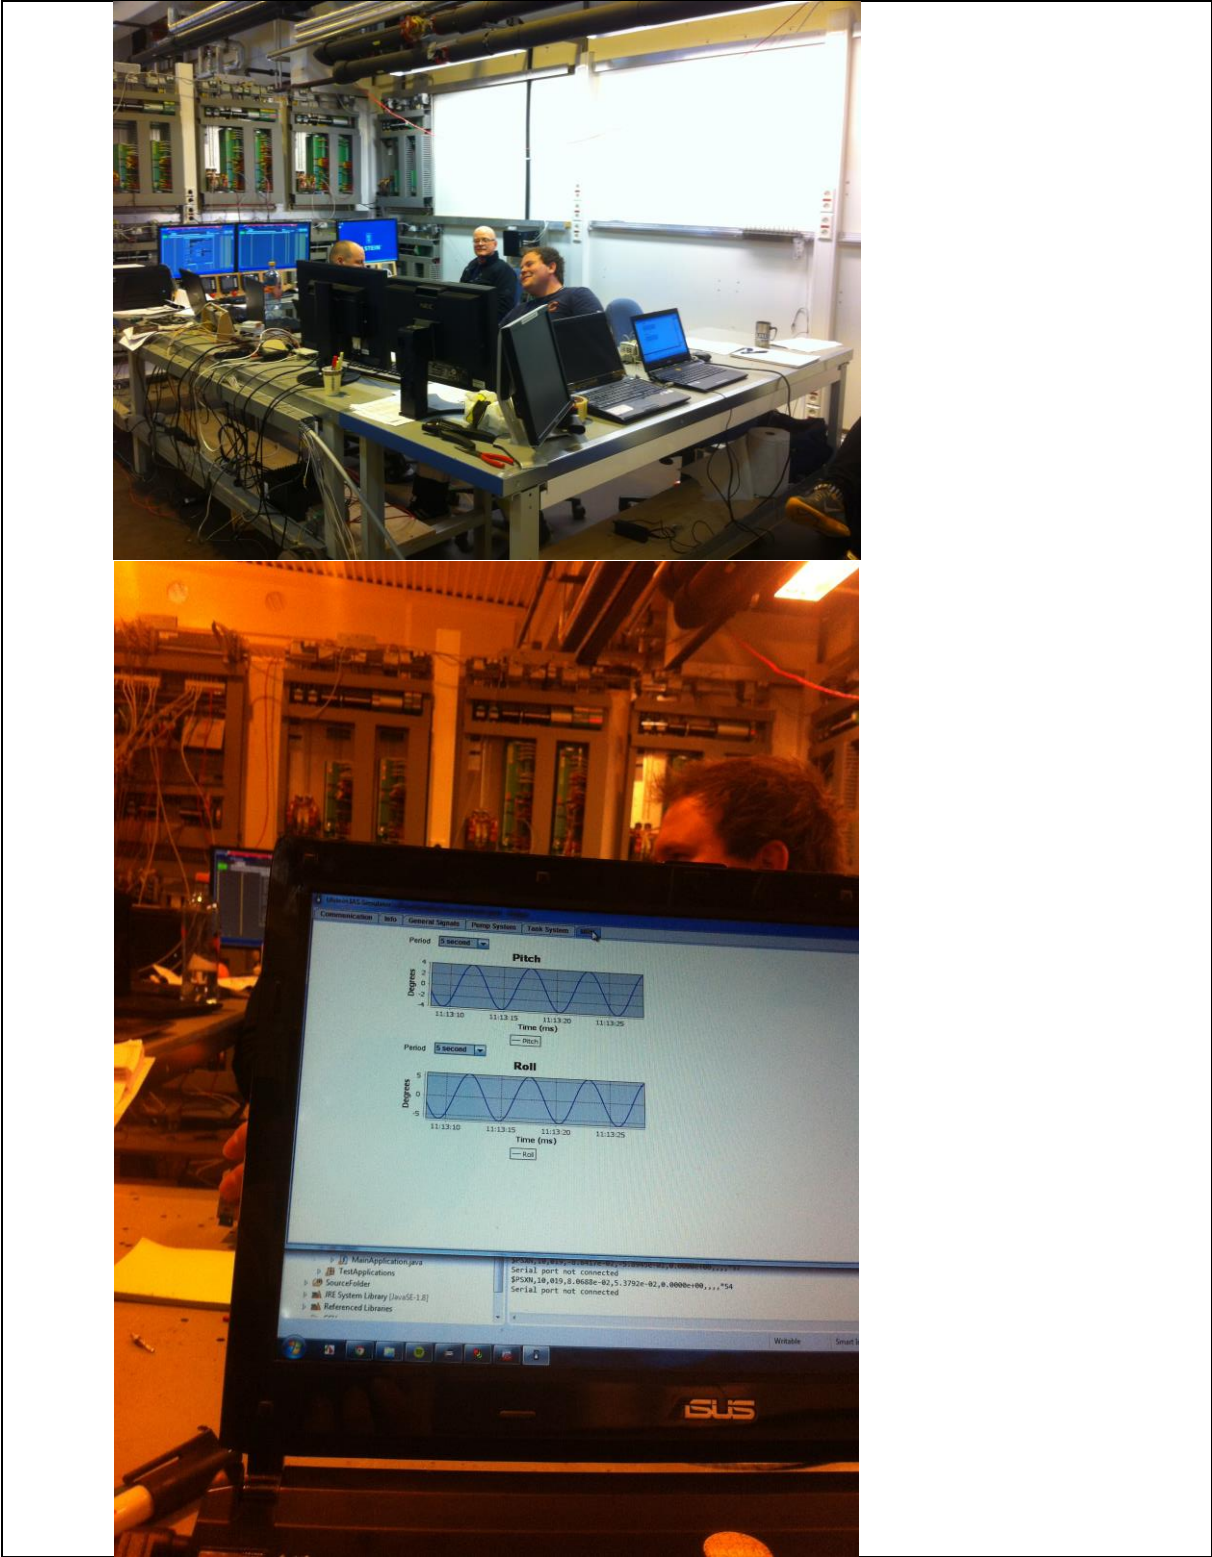 STEIN
NEC
Communication Info General Signals Pump System Tank System
Period 5 second
Pitch
4
2
0
-2
-4
Degrees
11:13:10 11:13:15 11:13:20 11:13:25
Time (ms)
Pitch
Period 5 second
Roll
5
0
-5
Degrees
11:13:10 11:13:15 11:13:20 11:13:25
Time (ms)
Roll
MainApplication.java
TestApplications
SourceFolder
JRE System Library [JavaSE-1.8]
Referenced Libraries
Serial port not connected
$PSXN,10,019,8.0688e-02,5.3792e-02,0.0000e+00,,,,*54
Serial port not connected
Writable
ASUS